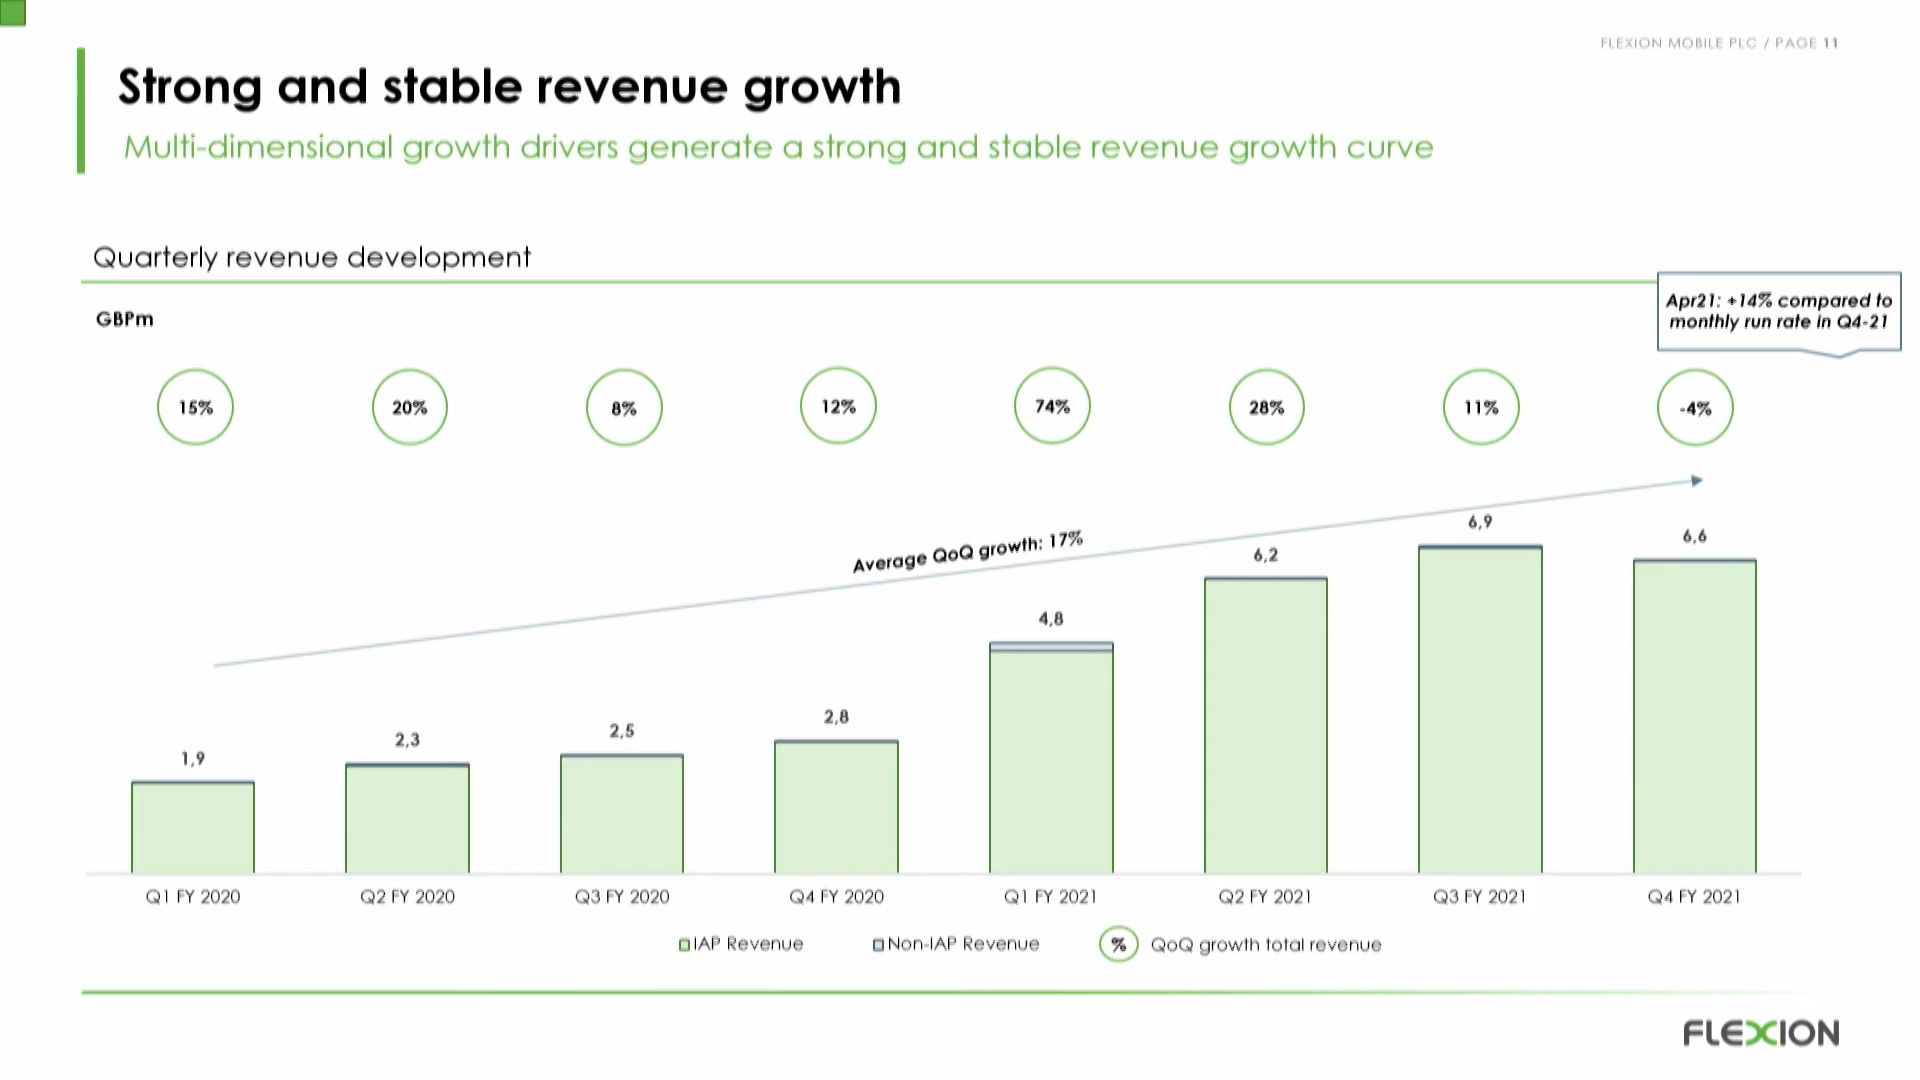 FLEXION MOBILE PLC / PAGE 11
Strong and stable revenue growth
Multi-dimensional growth drivers generate a strong and stable revenue growth curve
Quarterly revenue development
Apr21: +14% compared to
monthly run rate in Q4-21
GBPm
15% 20% 8% 12% 74% 28% 11% -4%
Average QoQ growth: 17%
1,9 2,3 2,5 2,8 4,8 6,2 6,9 6,6
Q1 FY 2020 Q2 FY 2020 Q3 FY 2020 Q4 FY 2020 Q1 FY 2021 Q2 FY 2021 Q3 FY 2021 Q4 FY 2021
IAP Revenue Non-IAP Revenue % QoQ growth total revenue
FLEXION